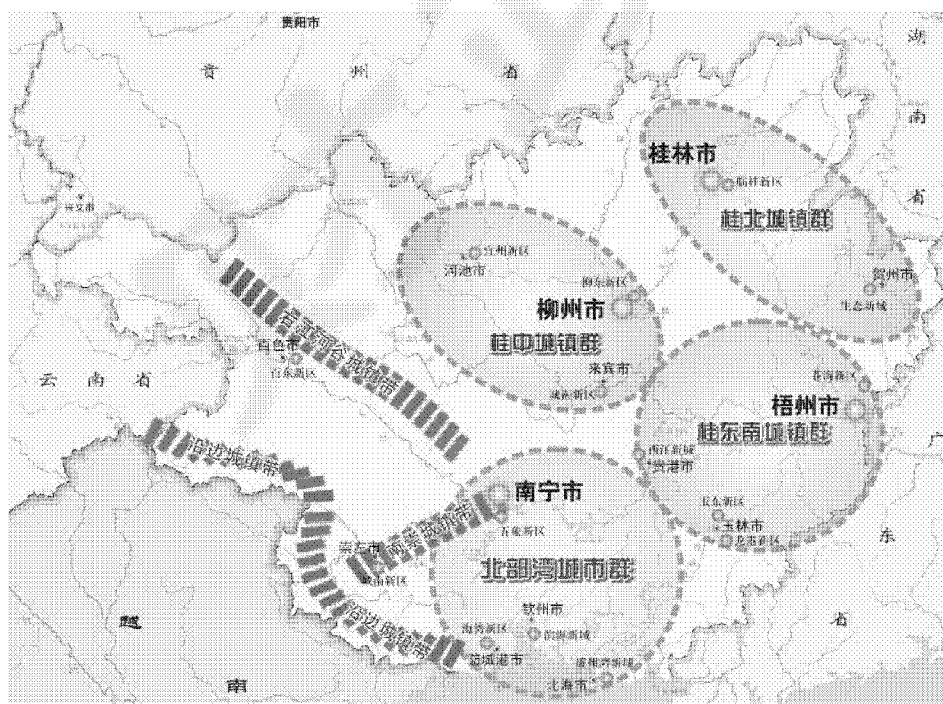 贵阳市
湖
贵 州 省
南
桂林市
临桂新区
省
兴义市
桂北城镇群
宜州新区
河池市
贺州市
柳东新区
生态新城
柳州市
右江河谷城镇带
桂中城镇群
百色市
百东新区
来宾市
云 南 省
城南新区
苍海新区
梧州市
桂东南城镇群
广
沿边城镇带
西江新城
贵港市
南宁市
玉东新区
南崇城镇带
五象新区
玉林市
龙港新区
东
崇左市
城南新区
北部湾城市群
钦州市
沿边城镇带
滨海新城
越
省
防城港市
北海市
南